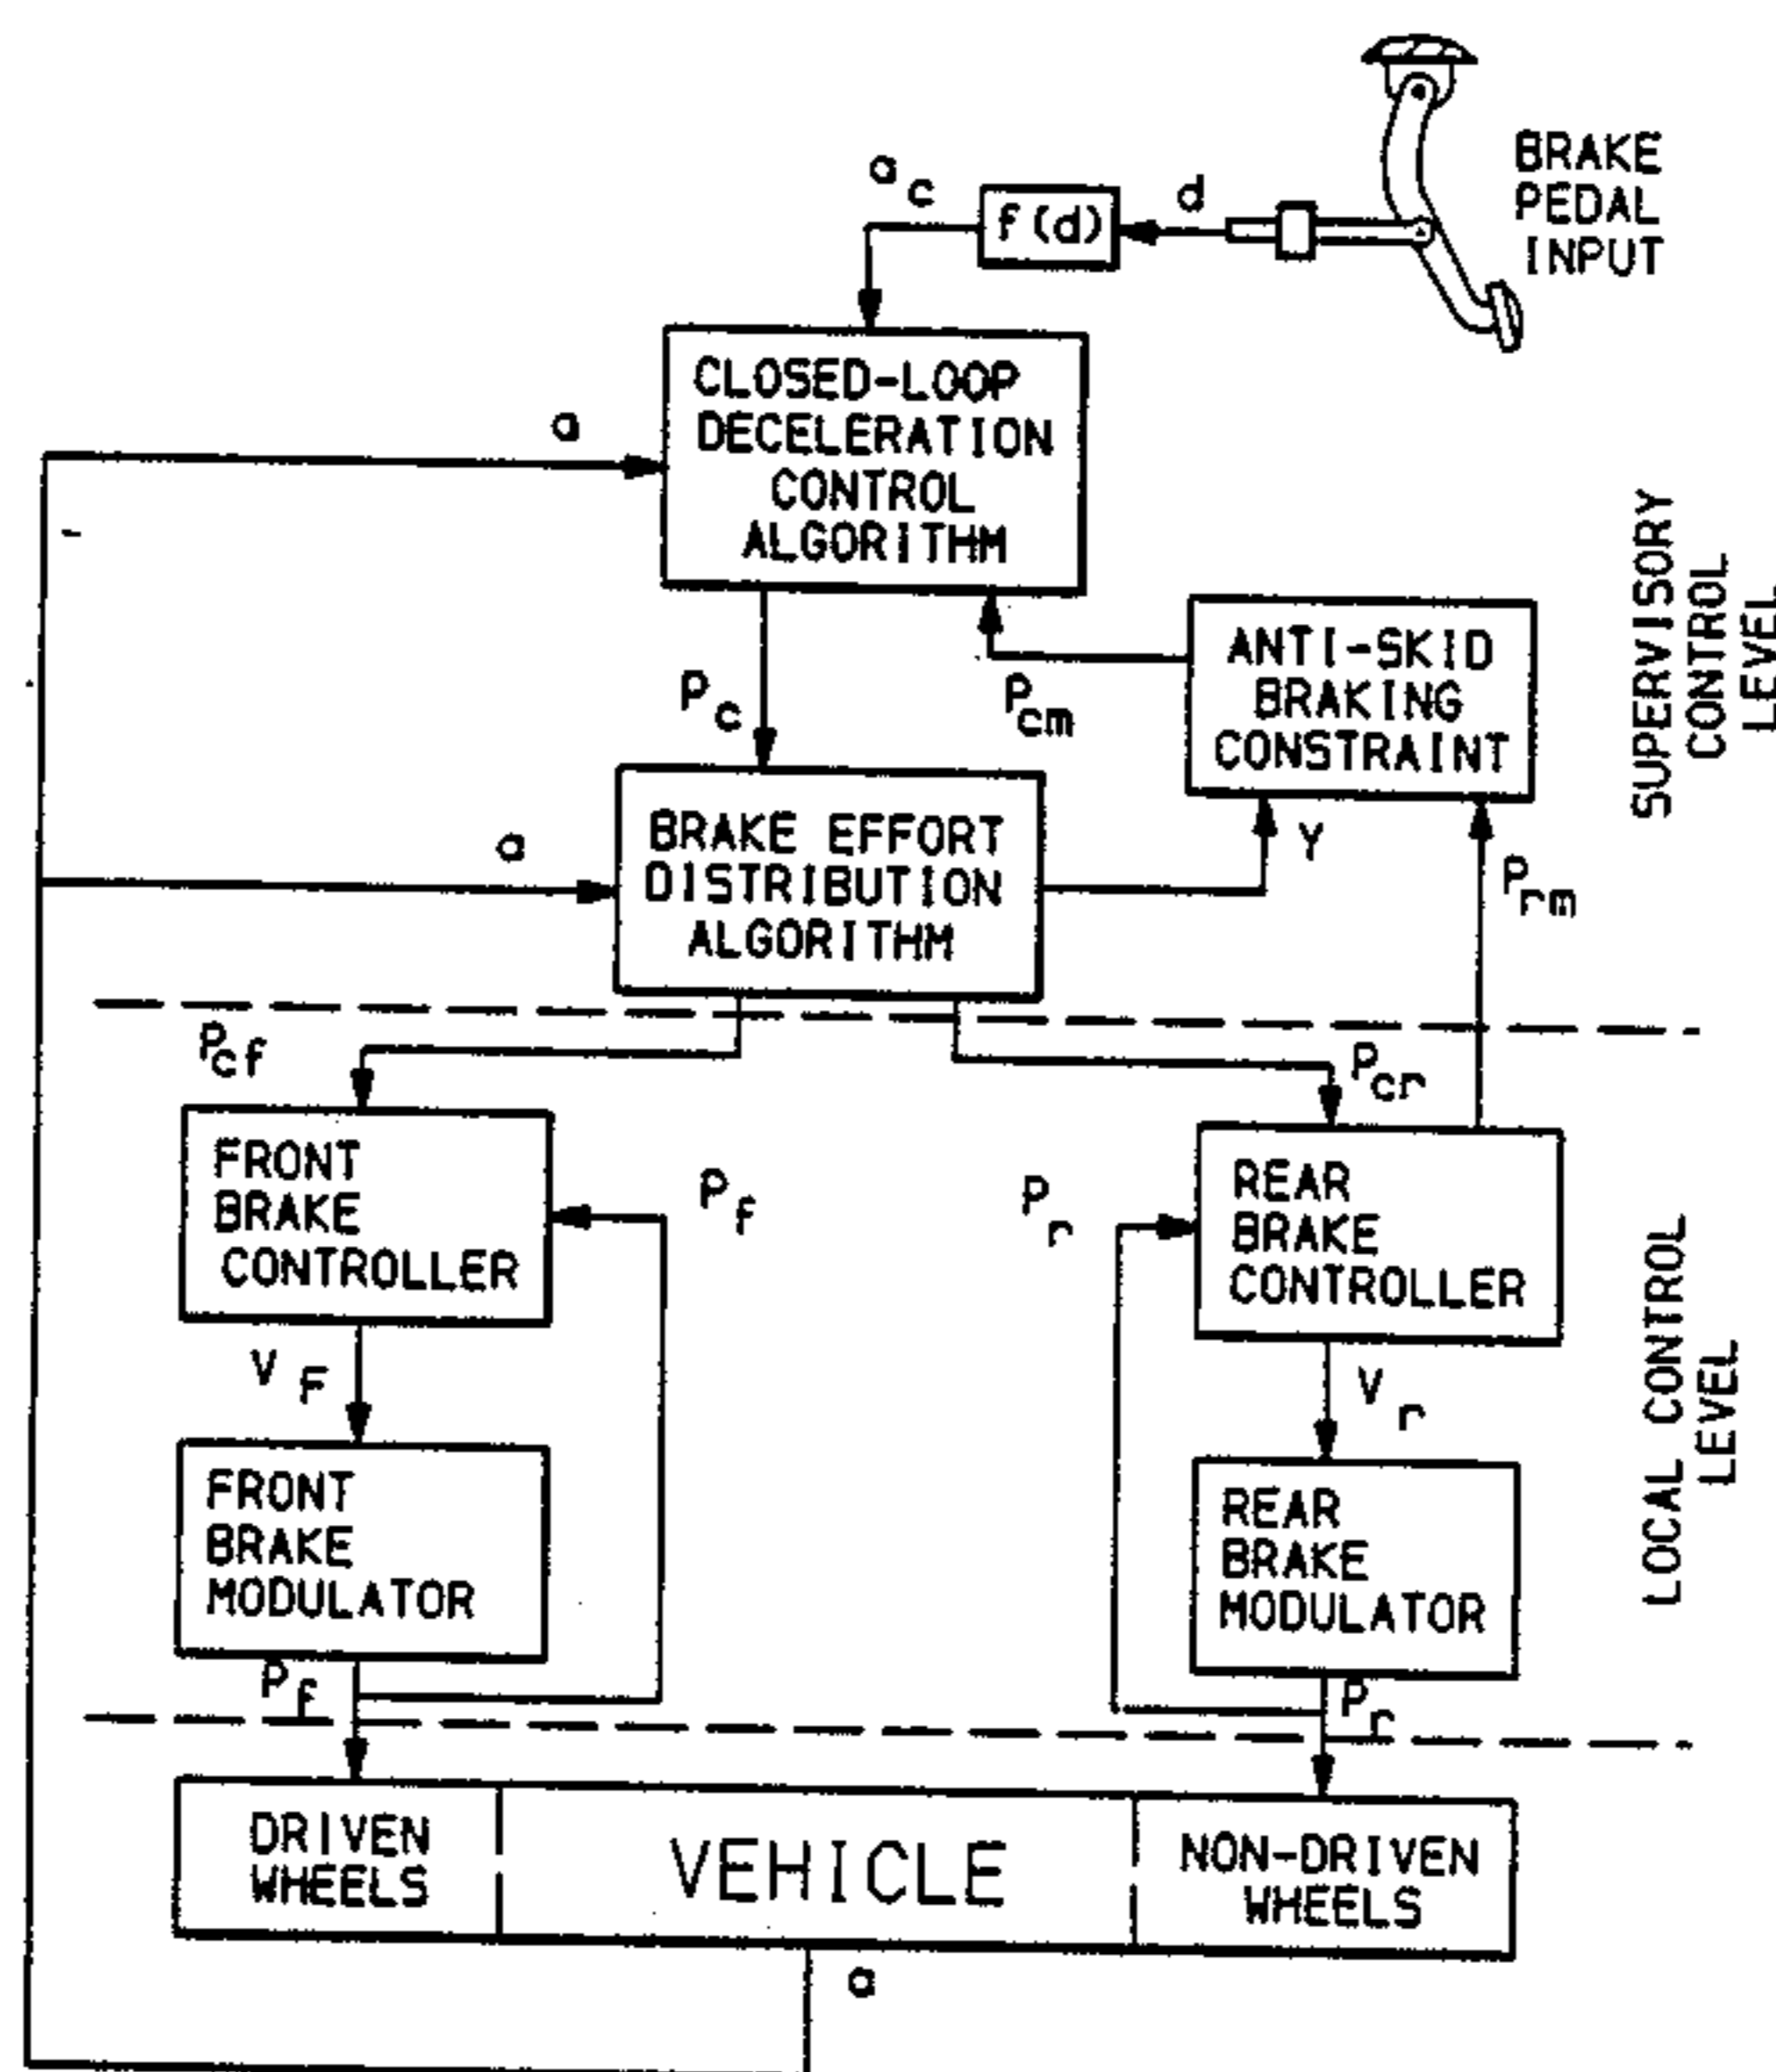 BRAKE
PEDAL
INPUT
a c
f(d)
d
CLOSED-LOOP
DECELERATION
CONTROL
ALGORITHM
a
P c
P cm
ANTI-SKID
BRAKING
CONSTRAINT
SUPERVISORY
CONTROL
LEVEL
BRAKE EFFORT
DISTRIBUTION
ALGORITHM
a
Y
P rm
P cf
P cr
FRONT
BRAKE
CONTROLLER
P f
P r
REAR
BRAKE
CONTROLLER
V F
V r
LOCAL CONTROL
LEVEL
FRONT
BRAKE
MODULATOR
REAR
BRAKE
MODULATOR
P f
P r
DRIVEN
WHEELS
VEHICLE
NON-DRIVEN
WHEELS
a